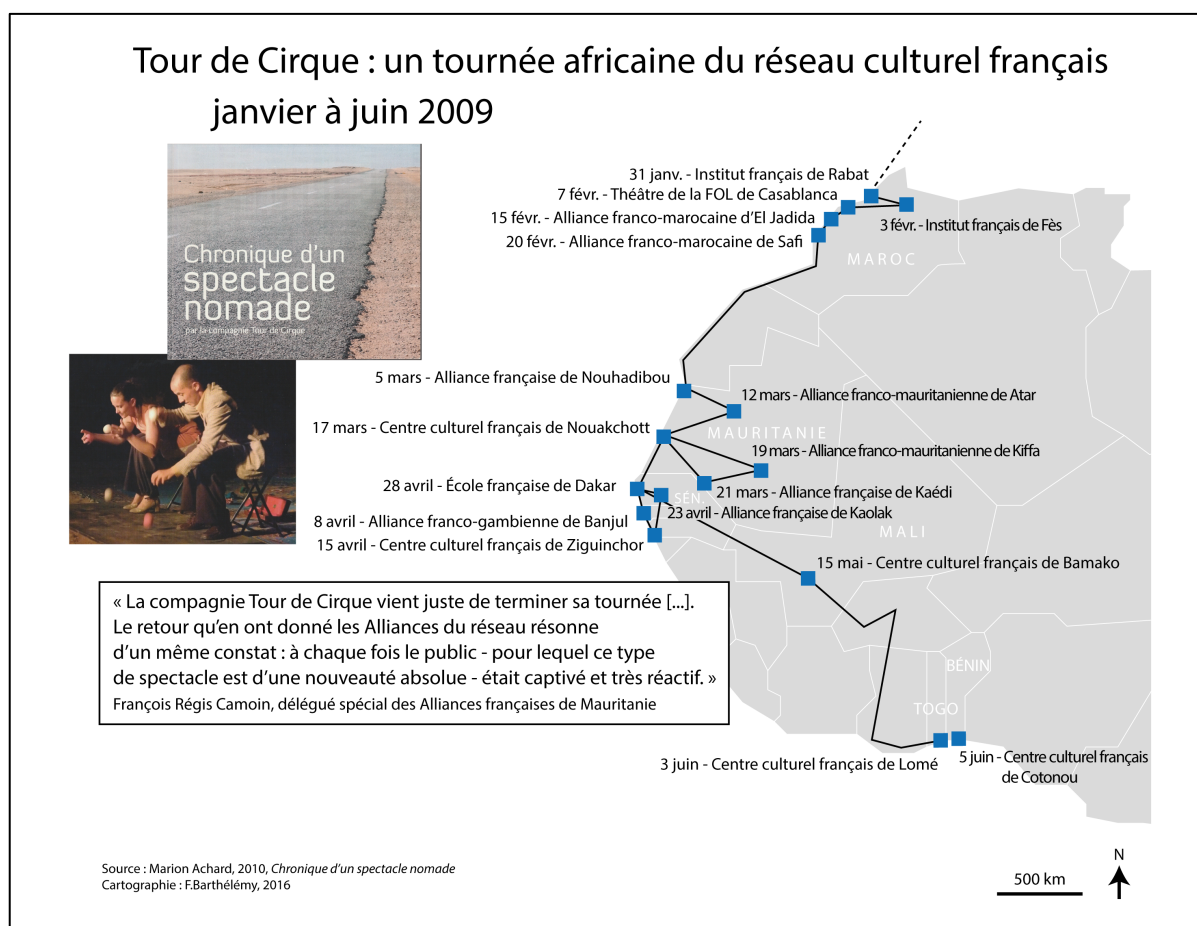 Tour de Cirque : un tournée africaine du réseau culturel français
janvier à juin 2009
Chronique d'un
spectacle
nomade
par la compagnie Tour de Cirque
31 janv. - Institut français de Rabat
7 févr. - Théâtre de la FOL de Casablanca
15 févr. - Alliance franco-marocaine d'El Jadida
3 févr. - Institut français de Fès
20 févr. - Alliance franco-marocaine de Safi
MAROC
5 mars - Alliance française de Nouhadibou
12 mars - Alliance franco-mauritanienne de Atar
17 mars - Centre culturel français de Nouakchott
MAURITANIE
19 mars - Alliance franco-mauritanienne de Kiffa
28 avril - École française de Dakar
21 mars - Alliance française de Kaédi
SÉN.
23 avril - Alliance française de Kaolak
8 avril - Alliance franco-gambienne de Banjul
MALI
15 avril - Centre culturel français de Ziguinchor
15 mai - Centre culturel français de Bamako
« La compagnie Tour de Cirque vient juste de terminer sa tournée [...].
Le retour qu'en ont donné les Alliances du réseau résonne
d'un même constat : à chaque fois le public - pour lequel ce type
de spectacle est d'une nouveauté absolue - était captivé et très réactif. »
François Régis Camoin, délégué spécial des Alliances françaises de Mauritanie
BÉNIN
TOGO
3 juin - Centre culturel français de Lomé
5 juin - Centre culturel français
de Cotonou
Source : Marion Achard, 2010, Chronique d'un spectacle nomade
Cartographie : F.Barthélémy, 2016
500 km
N